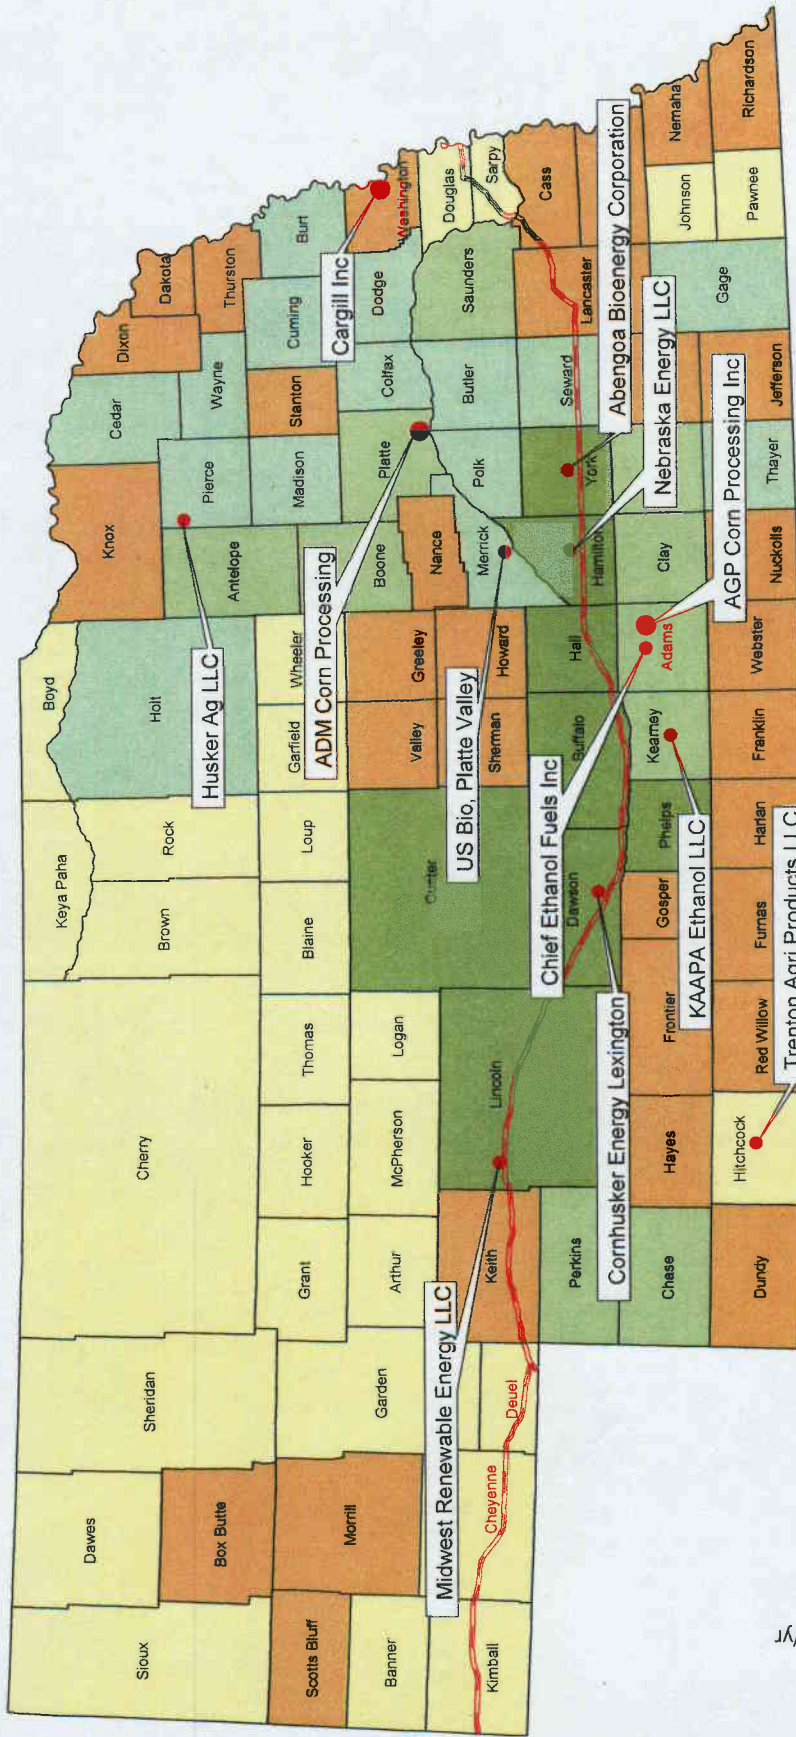 Boyd
Keya Paha
Knox
Cedar
Dixon
Dakota
Sioux
Dawes
Sheridan
Cherry
Brown
Rock
Holt
Antelope
Pierce
Wayne
Thurston
Box Butte
Husker Ag LLC
Scotts Bluff
Morrill
Grant
Hooker
Thomas
Blaine
Loup
Garfield
Wheeler
Madison
Stanton
Cuming
Burt
ADM Corn Processing
Cargill Inc
Banner
Garden
Arthur
McPherson
Logan
Custer
Valley
Greeley
Boone
Platte
Colfax
Dodge
Washington
Nance
Kimball
Cheyenne
Deuel
Midwest Renewable Energy LLC
Keith
Lincoln
US Bio, Platte Valley
Sherman
Howard
Merrick
Polk
Butler
Saunders
Douglas
Sarpy
Perkins
Dawson
Chief Ethanol Fuels Inc
Buffalo
Hall
Hamilton
York
Seward
Lancaster
Cass
Cornhusker Energy Lexington
Abengoa Bioenergy Corporation
Chase
Hayes
Frontier
Gosper
Phelps
Kearney
Adams
Clay
Nebraska Energy LLC
KAAPA Ethanol LLC
AGP Corn Processing Inc
Gage
Johnson
Nemaha
Dundy
Hitchcock
Red Willow
Furnas
Harlan
Franklin
Webster
Nuckolls
Thayer
Jefferson
Pawnee
Richardson
Trenton Agri Products LLC
/yr